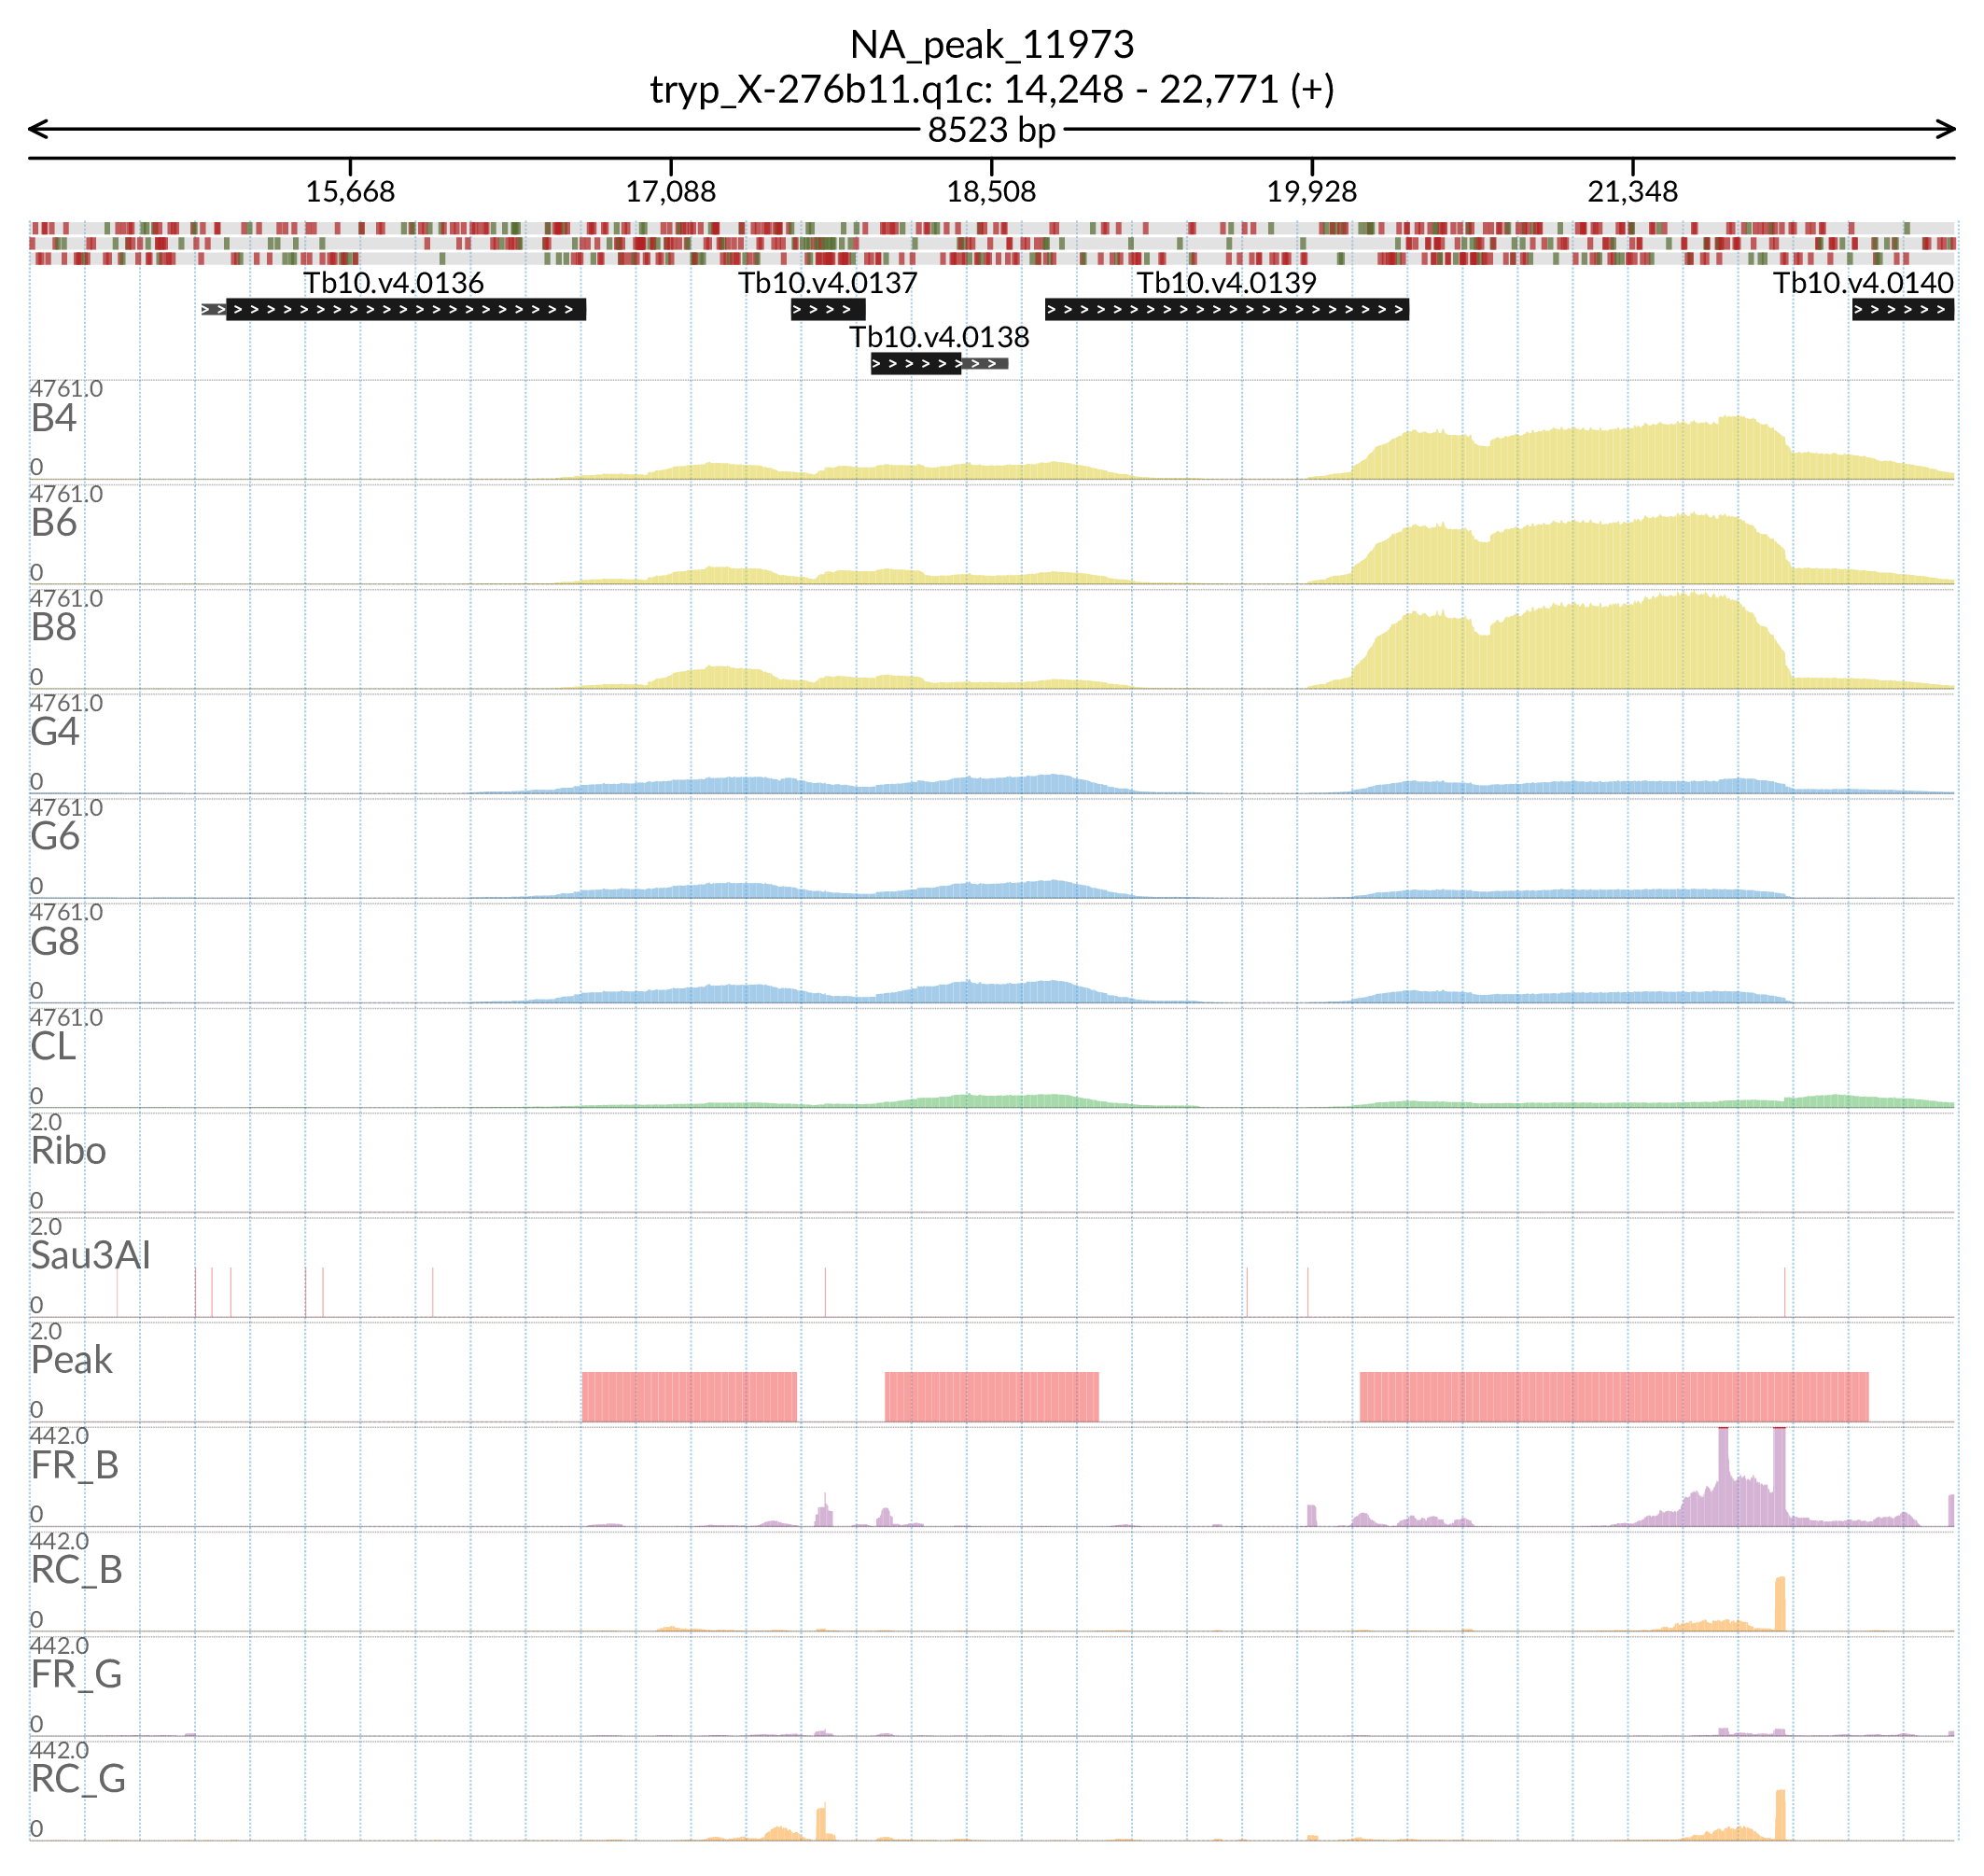 NA_peak_11973
tryp_X-276b11.q1c: 14,248 - 22,771 (+)
8523 bp
15,668 17,088 18,508 19,928 21,348
Tb10.v4.0136 Tb10.v4.0137 Tb10.v4.0139 Tb10.v4.0140
Tb10.v4.0138
4761.0
B4
0
4761.0
B6
0
4761.0
B8
0
4761.0
G4
0
4761.0
G6
0
4761.0
G8
0
4761.0
CL
0
2.0
Ribo
0
2.0
Sau3AI
0
2.0
Peak
0
442.0
FR_B
0
442.0
RC_B
0
442.0
FR_G
0
442.0
RC_G
0